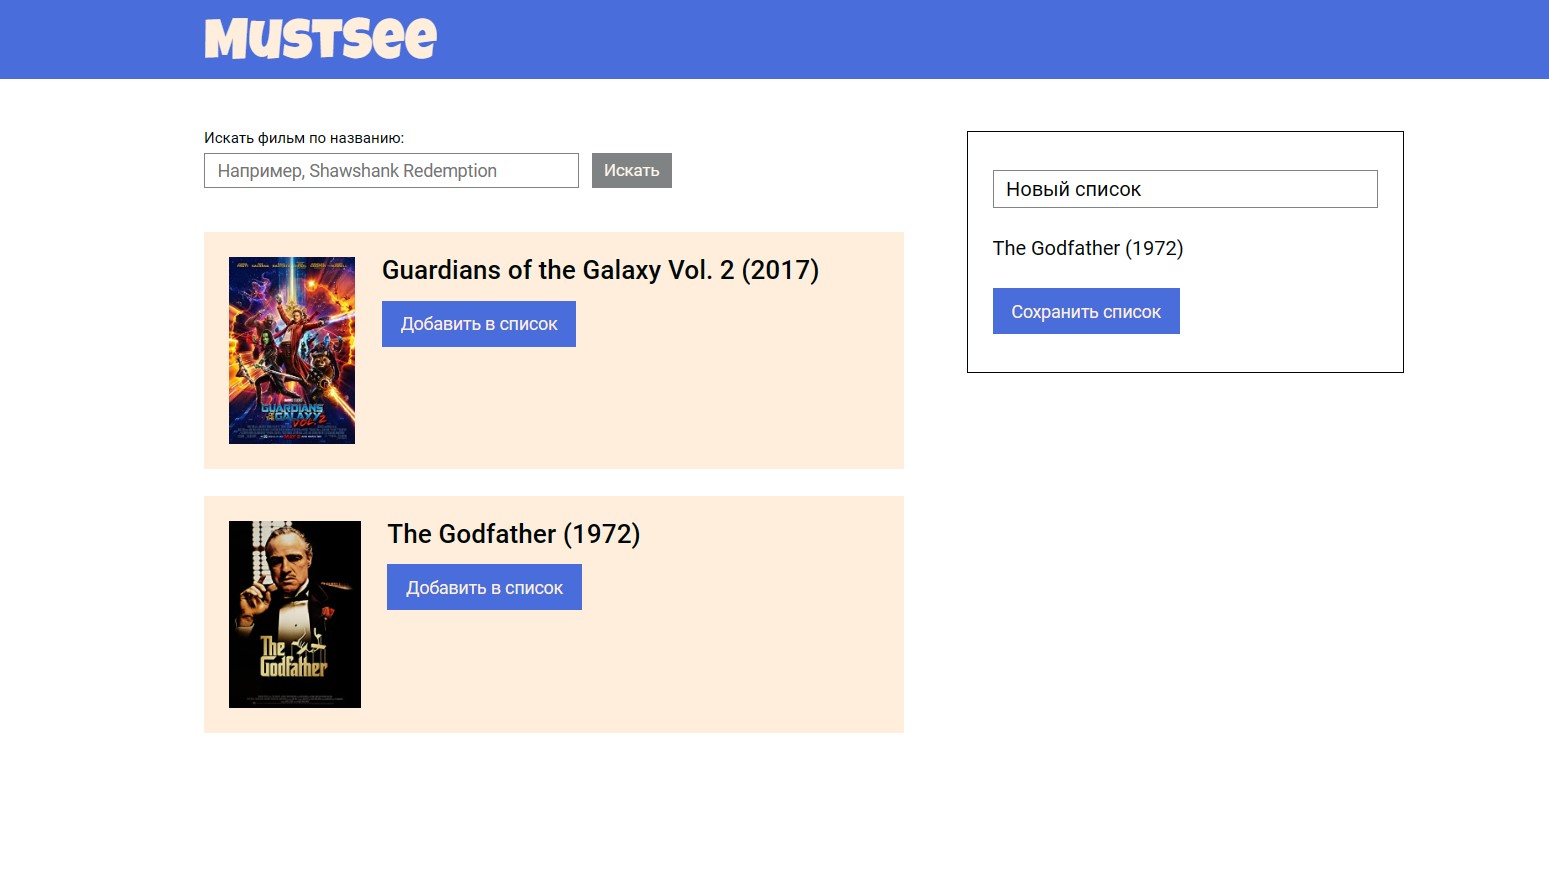 MUSTSEE
Искать фильм по названию:
Например, Shawshank Redemption
Искать
Guardians of the Galaxy Vol. 2 (2017)
Добавить в список
GUARDIANS
OF THE GALAXY
VOL. 2
The Godfather (1972)
Добавить в список
The
Godfather
Новый список
The Godfather (1972)
Сохранить список